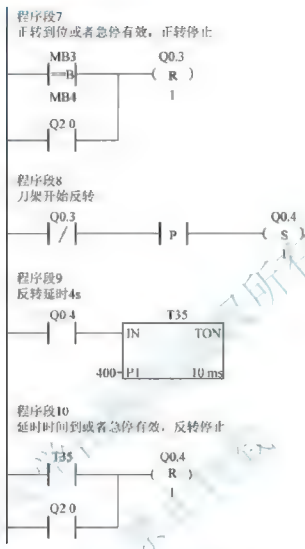 程序段7
正转到位或者急停有效，正转停止
MB3
Q0.3
==B
R
MB4
1
Q2.0
程序段8
刀架开始反转
Q0.3
Q0.4
/
P
S
1
程序段9
反转延时4s
Q0.4
T35
IN
TON
400
PT
10 ms
程序段10
延时时间到或者急停有效，反转停止
T35
Q0.4
R
1
Q2.0